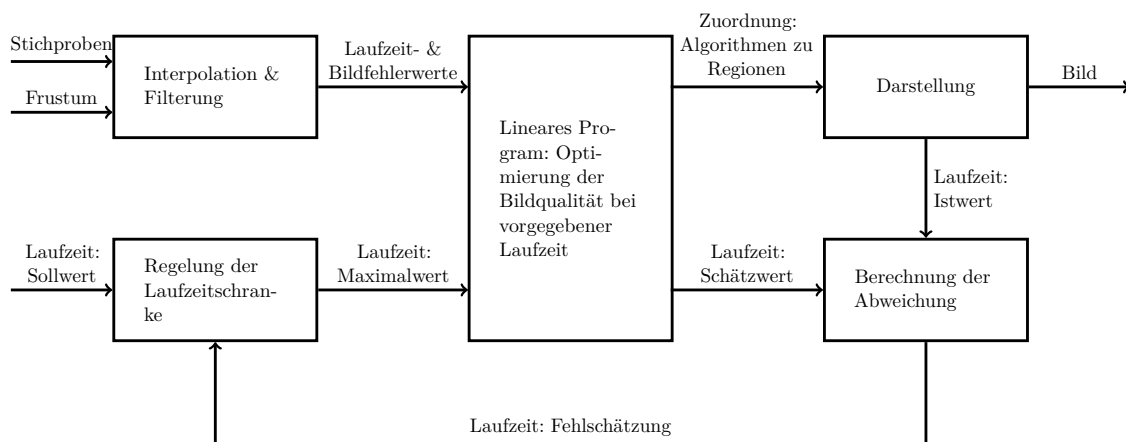 Stichproben
Frustum
Interpolation &
Filterung
Laufzeit- &
Bildfehlerwerte
Lineares Pro-
gram: Opti-
mierung der
Bildqualität bei
vorgegebener
Laufzeit
Zuordnung:
Algorithmen zu
Regionen
Darstellung
Bild
Laufzeit:
Istwert
Laufzeit:
Sollwert
Regelung der
Laufzeitschran-
ke
Laufzeit:
Maximalwert
Laufzeit:
Schätzwert
Berechnung der
Abweichung
Laufzeit: Fehlschätzung